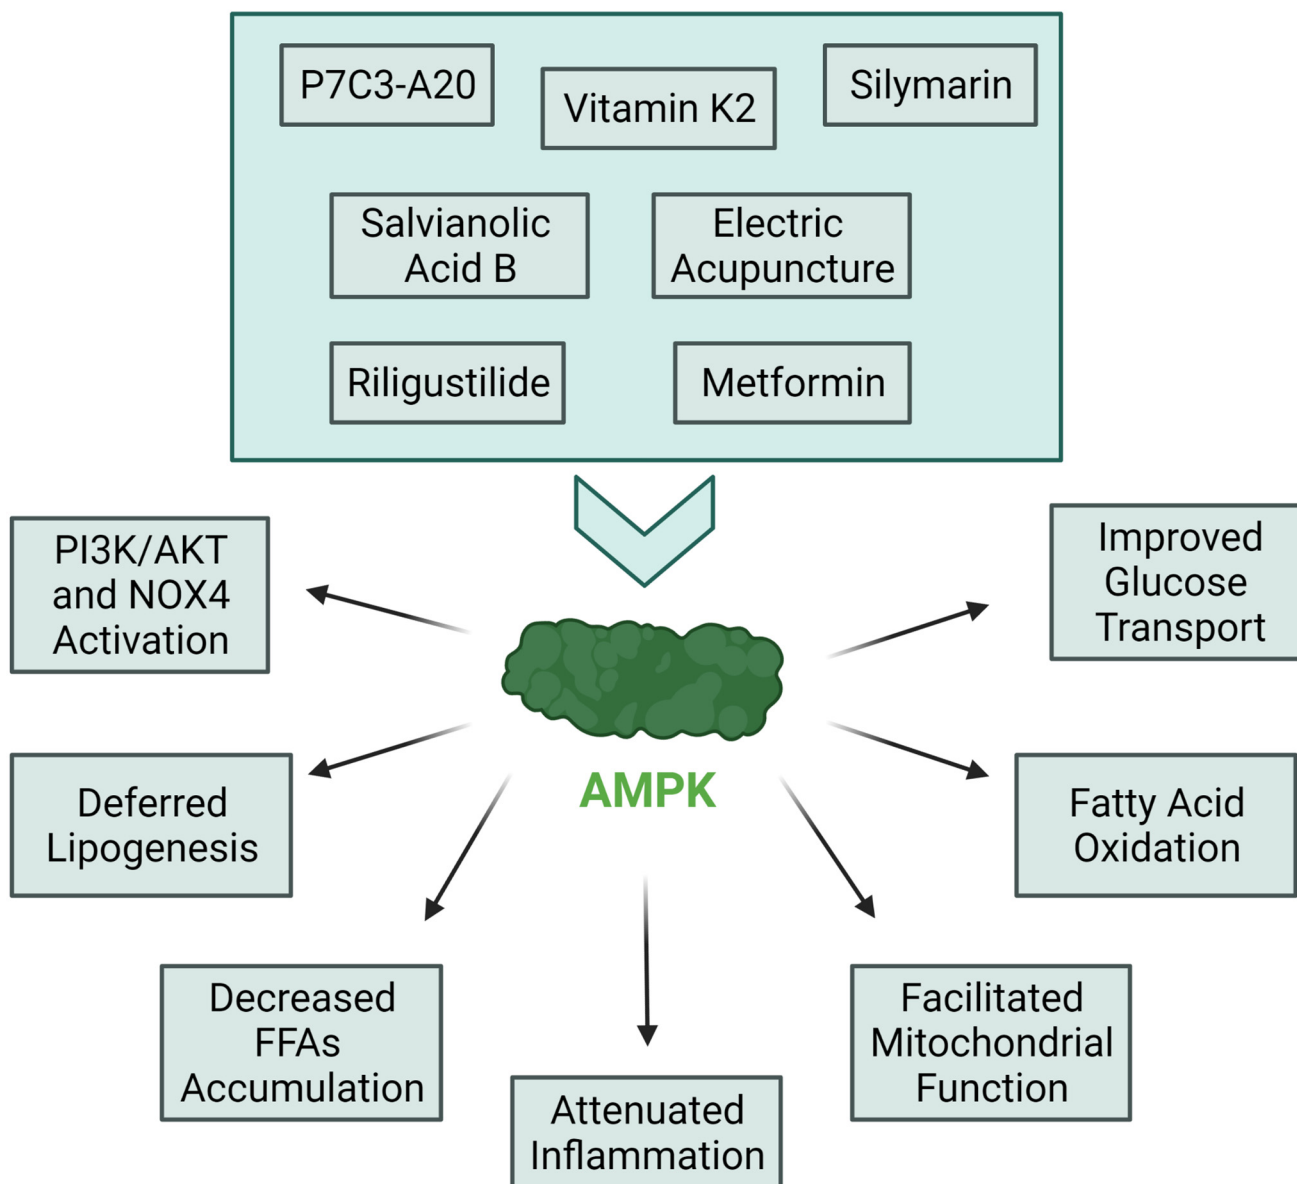 P7C3-A20
Vitamin K2
Silymarin
Salvianolic
Acid B
Electric
Acupuncture
Riligustilide
Metformin
PI3K/AKT
and NOX4
Activation
Improved
Glucose
Transport
AMPK
Deferred
Lipogenesis
Fatty Acid
Oxidation
Decreased
FFAs
Accumulation
Attenuated
Inflammation
Facilitated
Mitochondrial
Function